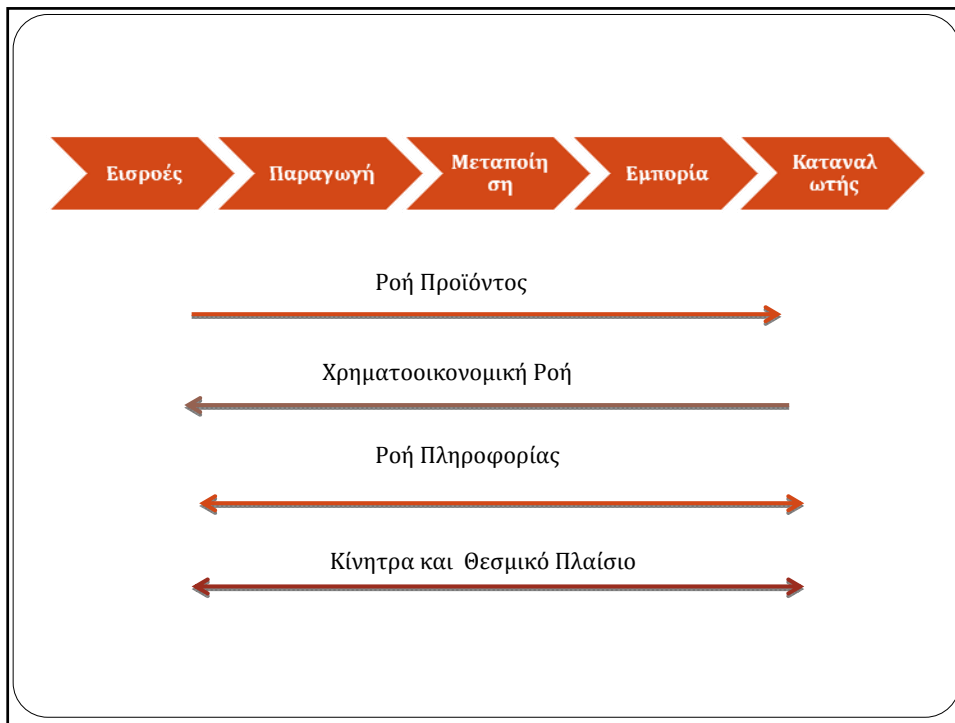 Εισροές
Παραγωγή
Μεταποίη
ση
Εμπορία
Καταναλ
ωτής
Ροή Προϊόντος
Χρηματοοικονομική Ροή
Ροή Πληροφορίας
Κίνητρα και Θεσμικό Πλαίσιο